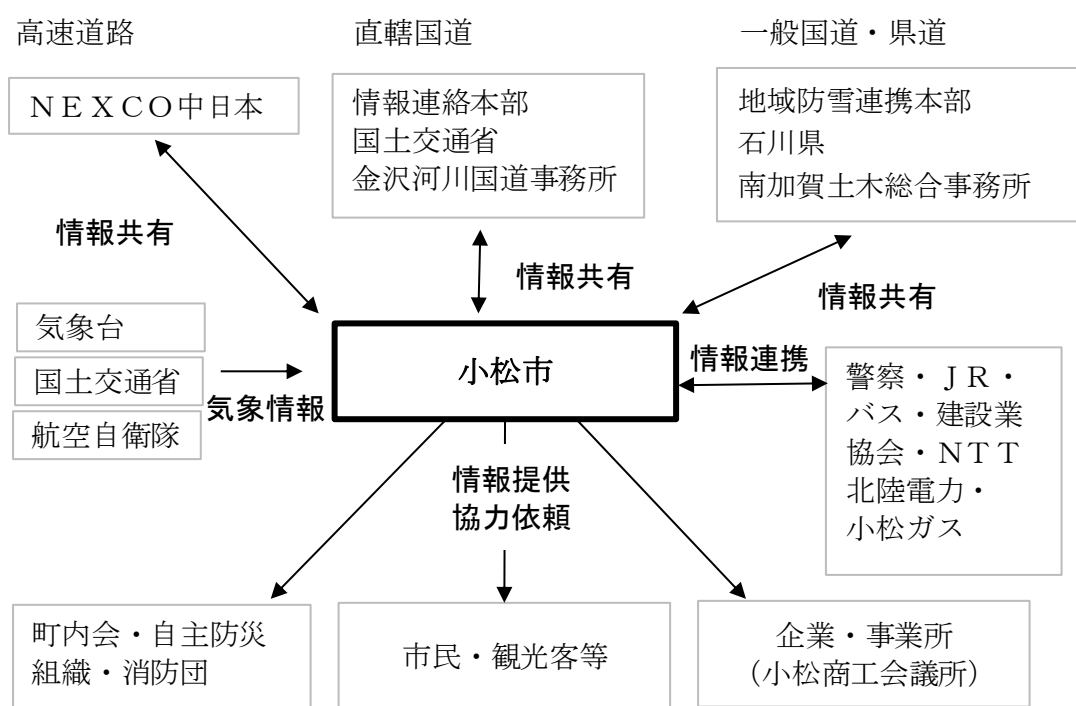 高速道路
直轄国道
一般国道・県道
ＮＥＸＣＯ中日本
情報連絡本部
国土交通省
金沢河川国道事務所
地域防雪連携本部
石川県
南加賀土木総合事務所
情報共有
情報共有
情報共有
気象台
国土交通省
航空自衛隊
気象情報
小松市
情報連携
警察・ＪＲ・
バス・建設業
協会・ＮＴＴ
北陸電力・
小松ガス
情報提供
協力依頼
町内会・自主防災
組織・消防団
市民・観光客等
企業・事業所
（小松商工会議所）